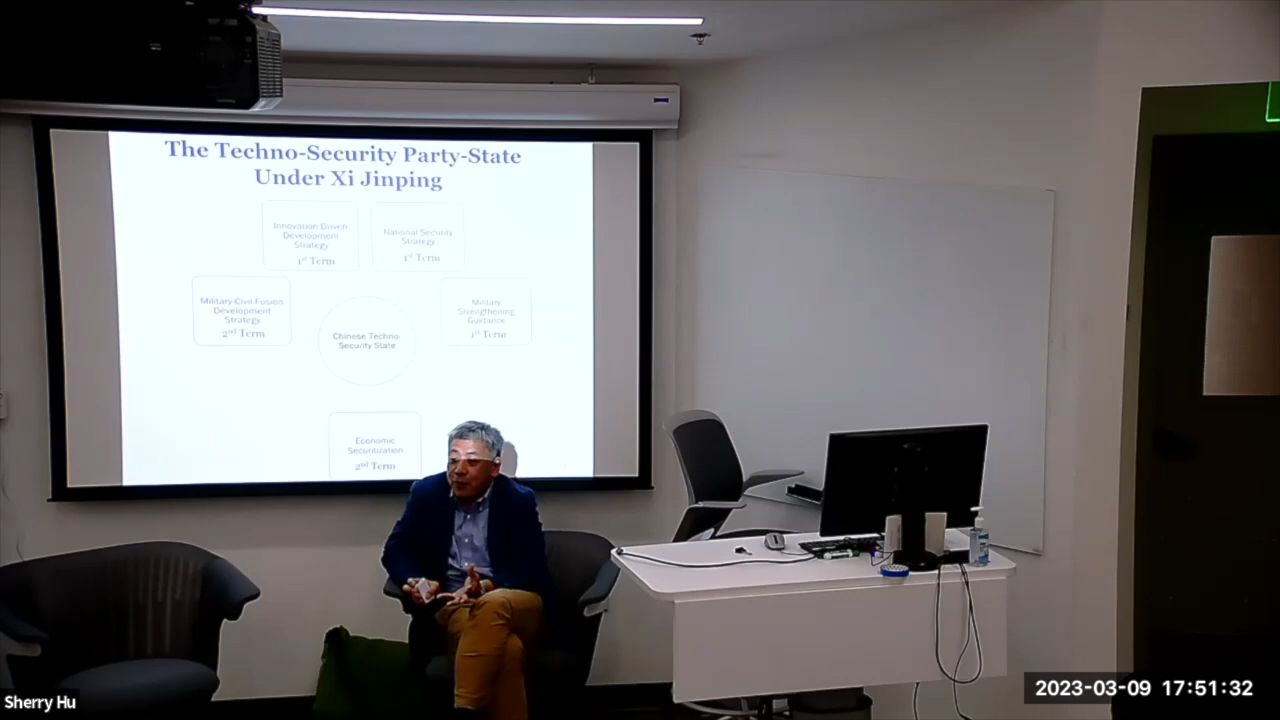 The Techno-Security Party-State
Under Xi Jinping
Innovation Driven
Development
Strategy
1st Term
National Security
Strategy
1st Term
Military-Civil Fusion
Development
Strategy
2nd Term
Military
Strengthening
Guidance
1st Term
Chinese Techno-
Security State
Economic
Securitization
2nd Term
Sherry Hu
2023-03-09 17:51:32